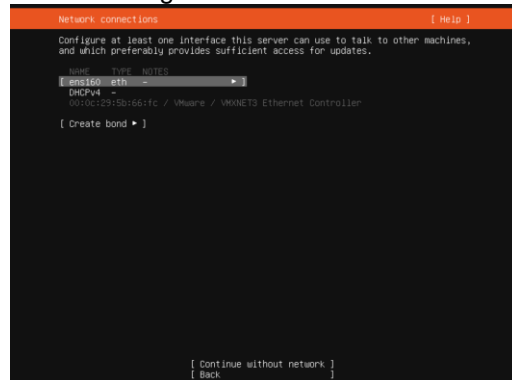 Network connections [ Help ]
Configure at least one interface this server can use to talk to other machines,
and which preferably provides sufficient access for updates.
NAME TYPE NOTES
[ ens160 eth - ▸ ]
DHCPv4 -
00:0c:29:5b:66:fc / VMware / VMXNET3 Ethernet Controller
[ Create bond ▸ ]
[ Continue without network ]
[ Back ]